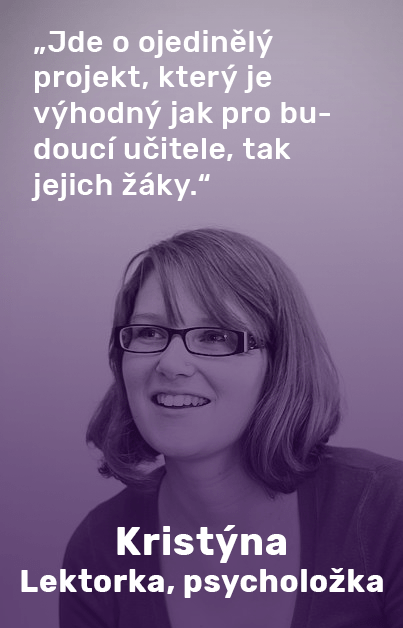 „Jde o ojedinělý
projekt, který je
výhodný jak pro bu-
doucí učitele, tak
jejich žáky.“
Kristýna
Lektorka, psycholožka